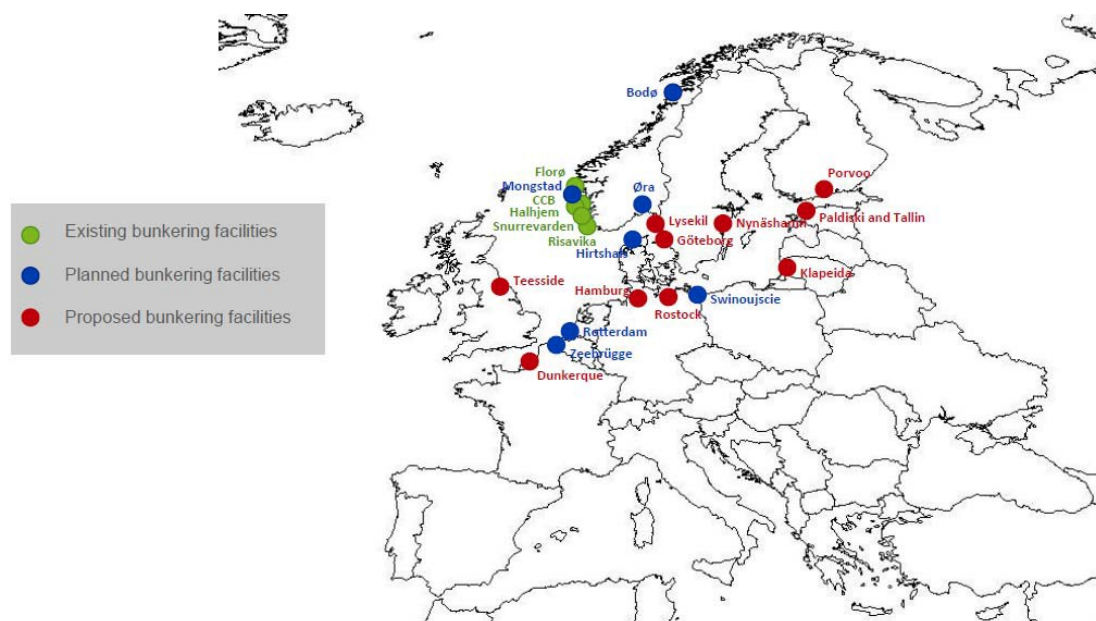 Existing bunkering facilities
Planned bunkering facilities
Proposed bunkering facilities
Bodø
Florø
Mongstad
CCB
Halhjem
Snurrevarden
Risavika
Øra
Porvoo
Lysekil
Nynäshamn
Paldiski and Tallin
Göteborg
Hirtshals
Klapeida
Teesside
Hamburg
Rostock
Swinoujscie
Rotterdam
Zeebrügge
Dunkerque